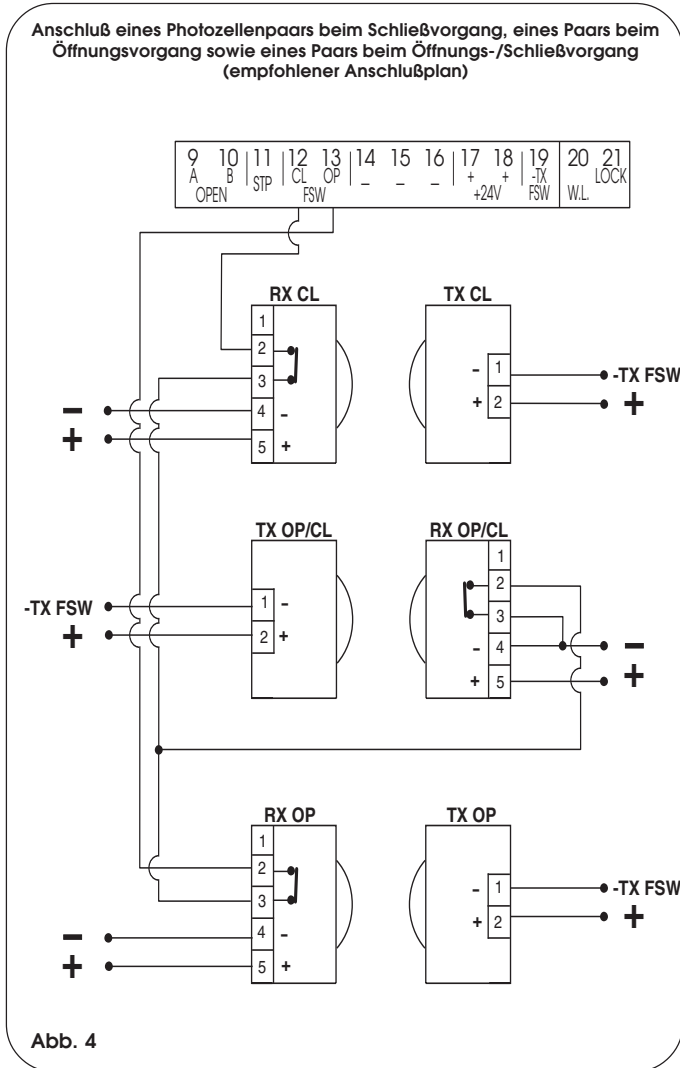 Anschluß eines Photozellenpaars beim Schließvorgang, eines Paars beim
Öffnungsvorgang sowie eines Paars beim Öffnungs-/Schließvorgang
(empfohlener Anschlußplan)
9 10 11 12 13 14 15 16 17 18 19 20 21
A B STP CL OP - - - + + -TX LOCK
OPEN FSW +24V FSW W.L.
RX CL TX CL
1
2
3
4 -
5 +
- +
- 1 -TX FSW
+ 2 +
TX OP/CL RX OP/CL
-TX FSW 1 -
+ 2 +
1
2
3
- 4 -
+ 5 +
RX OP TX OP
1
2
3
- 4 -
+ 5 +
- 1 -TX FSW
+ 2 +
Abb. 4